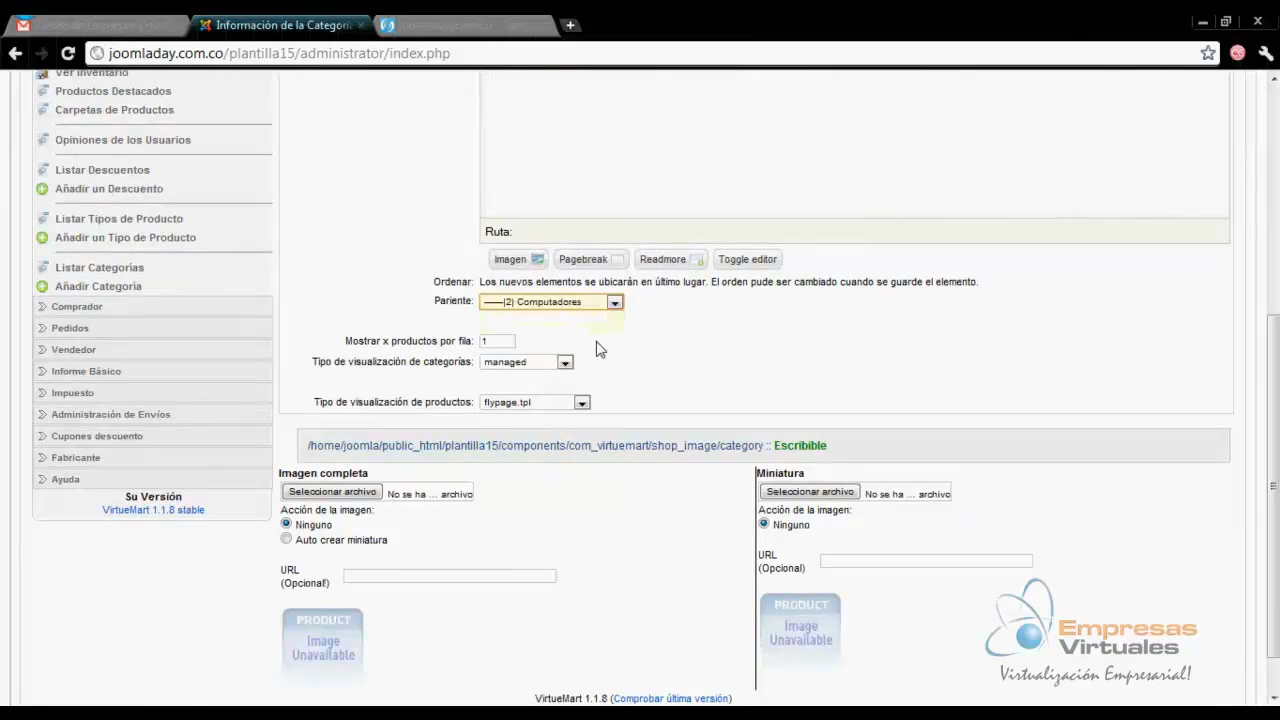 Información de la Categorí
joomladay.com.co/plantilla15/administrator/index.php
Ver Inventario
Productos Destacados
Carpetas de Productos
Opiniones de los Usuarios
Listar Descuentos
Añadir un Descuento
Listar Tipos de Producto
Añadir un Tipo de Producto
Listar Categorías
Añadir Categoría
Comprador
Pedidos
Vendedor
Informe Básico
Impuesto
Administración de Envíos
Cupones descuento
Fabricante
Ayuda
Su Versión
VirtueMart 1.1.8 stable
Ruta:
Imagen Pagebreak Readmore Toggle editor
Ordenar: Los nuevos elementos se ubicarán en último lugar. El orden pude ser cambiado cuando se guarde el elemento.
Pariente: ——|2| Computadores
Mostrar x productos por fila: 1
Tipo de visualización de categorías: managed
Tipo de visualización de productos: flypage.tpl
/home/joomla/public_html/plantilla15/components/com_virtuemart/shop_image/category :: Escribible
Imagen completa
Seleccionar archivo No se ha ... archivo
Acción de la imagen:
Ninguno
Auto crear miniatura
URL
(Opcional)
PRODUCT
Image
Unavailable
Miniatura
Seleccionar archivo No se ha ... archivo
Acción de la imagen:
Ninguno
URL
(Opcional)
PRODUCT
Image
Unavailable
Empresas
Virtuales
Virtualización Empresarial!
VirtueMart 1.1.8 (Comprobar última versión)